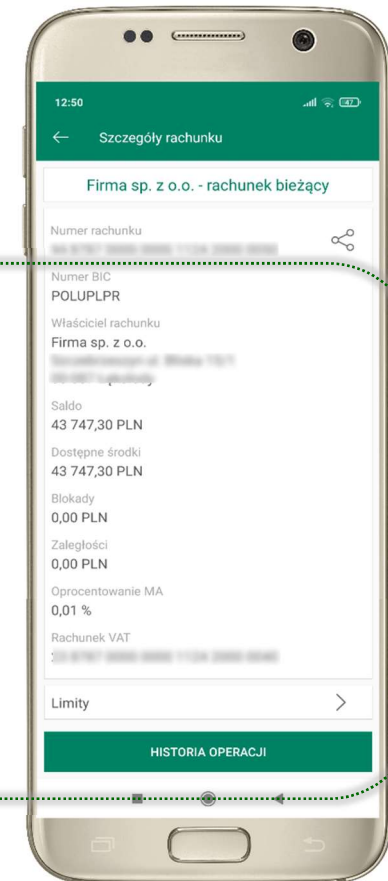 12:50
47
Szczegóły rachunku
Firma sp. z o.o. - rachunek bieżący
Numer rachunku
Numer BIC
POLUPLPR
Właściciel rachunku
Firma sp. z o.o.
Saldo
43 747,30 PLN
Dostępne środki
43 747,30 PLN
Blokady
0,00 PLN
Zaległości
0,00 PLN
Oprocentowanie MA
0,01 %
Rachunek VAT
Limity
HISTORIA OPERACJI